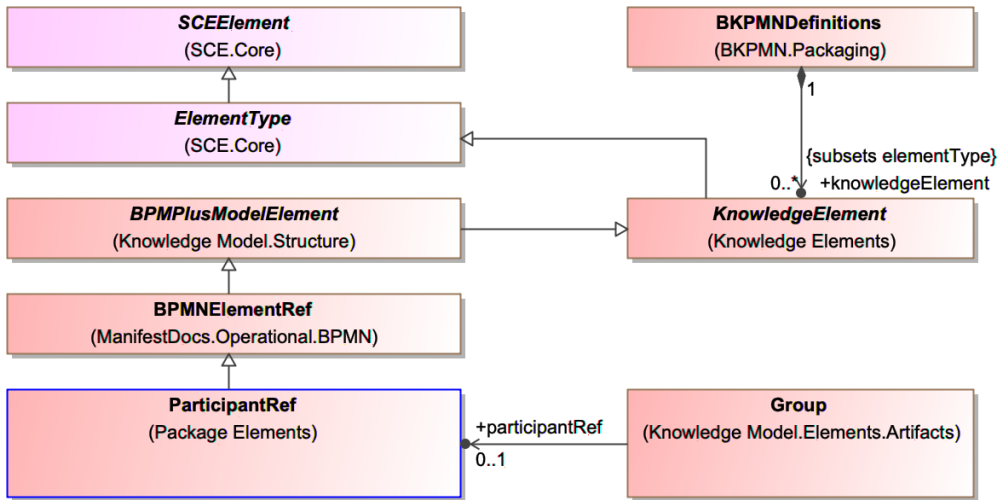 SCEElement
(SCE.Core)
BKPMNDefinitions
(BKPMN.Packaging)
1
ElementType
(SCE.Core)
{subsets elementType}
0..*
+knowledgeElement
BPMPlusModelElement
(Knowledge Model.Structure)
KnowledgeElement
(Knowledge Elements)
BPMNElementRef
(ManifestDocs.Operational.BPMN)
ParticipantRef
(Package Elements)
+participantRef
0..1
Group
(Knowledge Model.Elements.Artifacts)